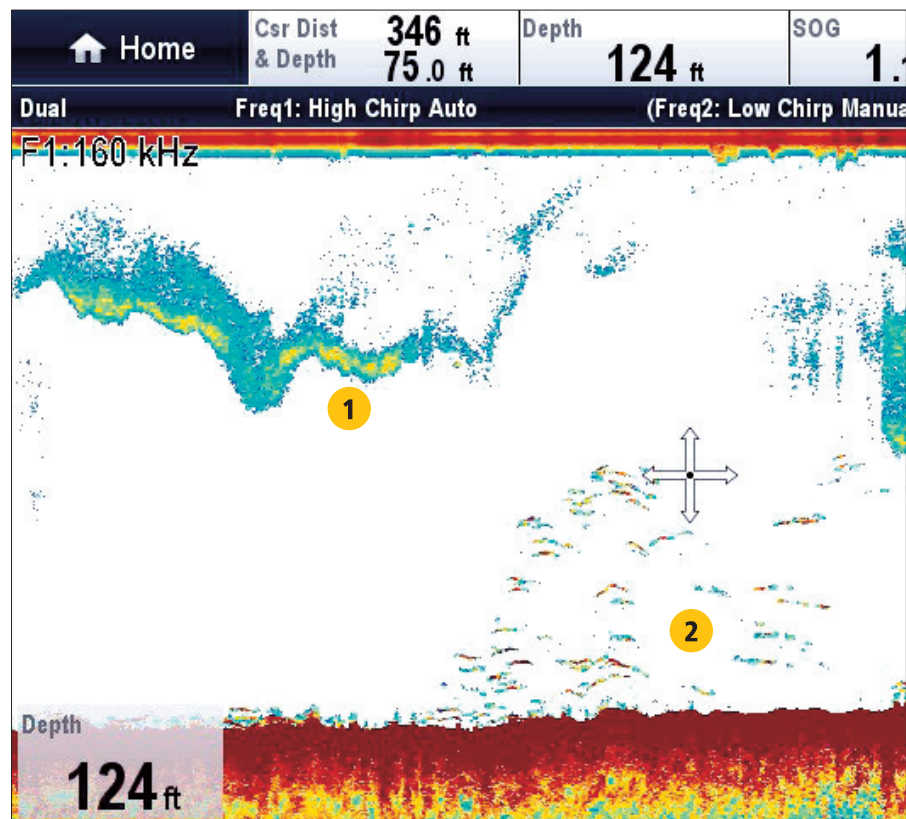 Home
Csr Dist & Depth
346 ft
75.0 ft
Depth
124 ft
SOG
1.
Dual Freq1: High Chirp Auto (Freq2: Low Chirp Manua
F1:160 kHz
1
2
Depth
124 ft